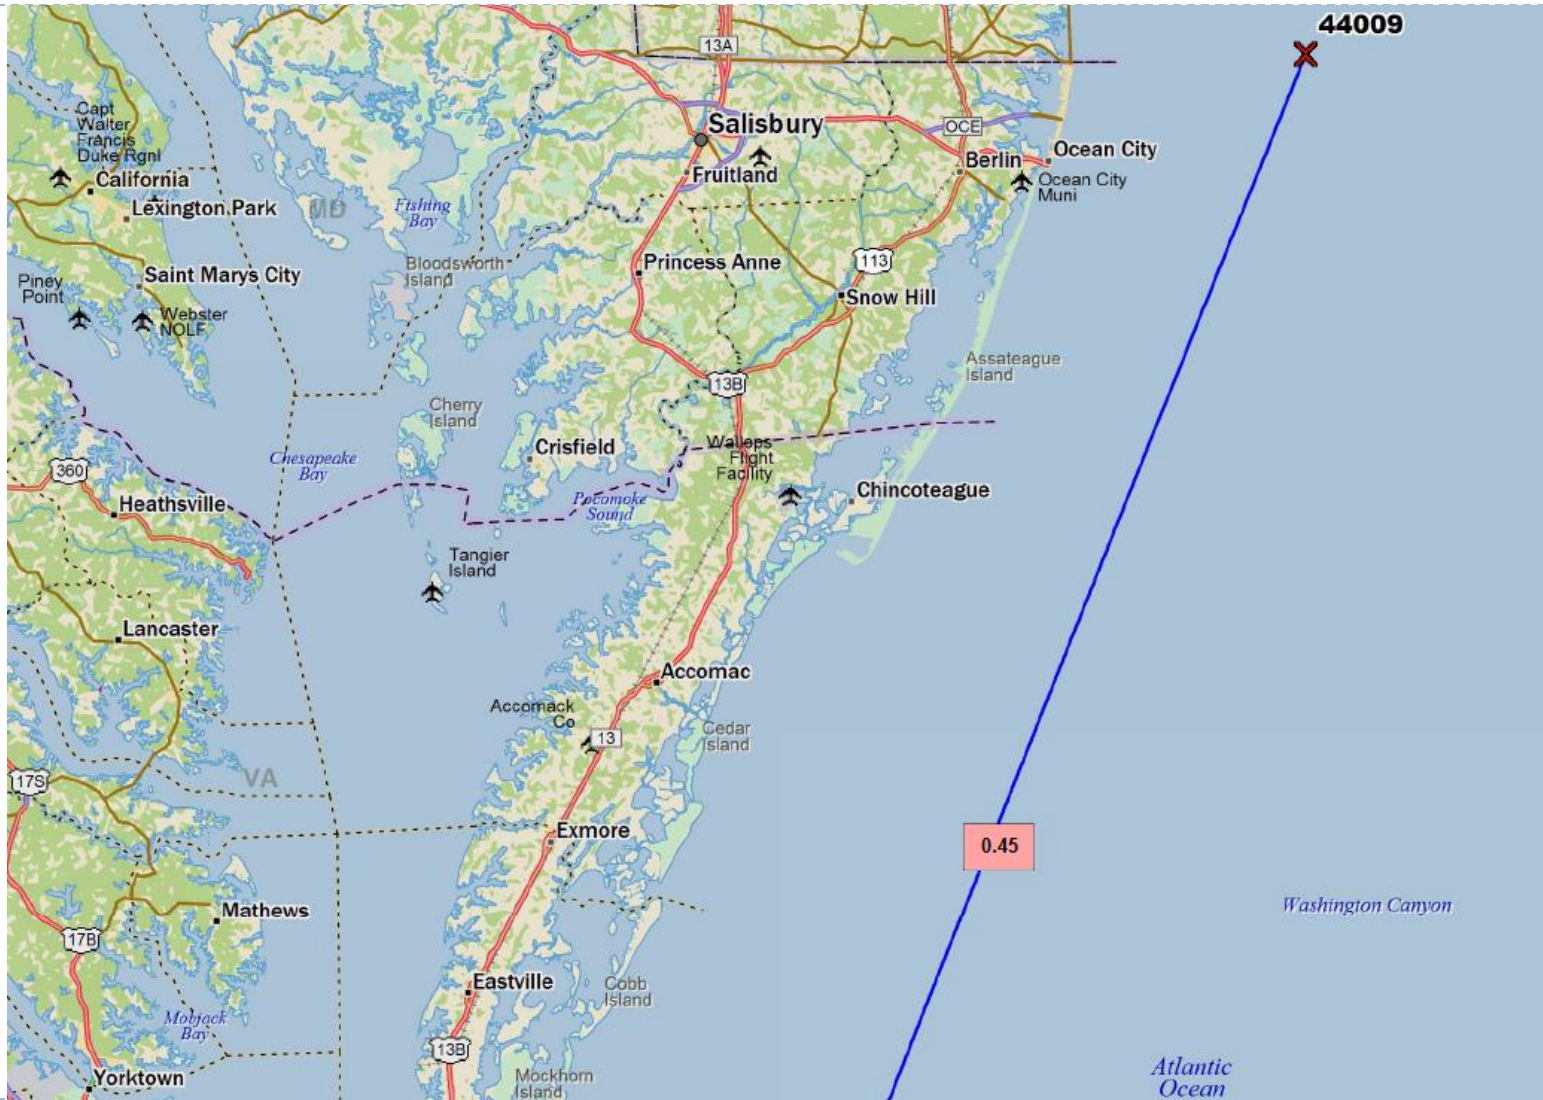 44009
13A
Capt
Walter
Francis
Duke Rgnl
Salisbury
OCE
Ocean City
Berlin
Fruitland
Ocean City
Muni
California
Lexington Park
MD
Fishing
Bay
Princess Anne
113
Bloodsworth
Island
Saint Marys City
Piney
Point
Webster
NOLF
Snow Hill
Assateague
Island
13B
Cherry
Island
Crisfield
Wallops
Flight
Facility
Chesapeake
Bay
360
Heathsville
Pocomoke
Sound
Chincoteague
Tangier
Island
Lancaster
Accomac
Accomack
Co
13
Cedar
Island
17S
VA
Exmore
0.45
Washington Canyon
Mathews
17B
Eastville
Cobb
Island
Mobjack
Bay
13B
Yorktown
Mockhorn
Island
Atlantic
Ocean